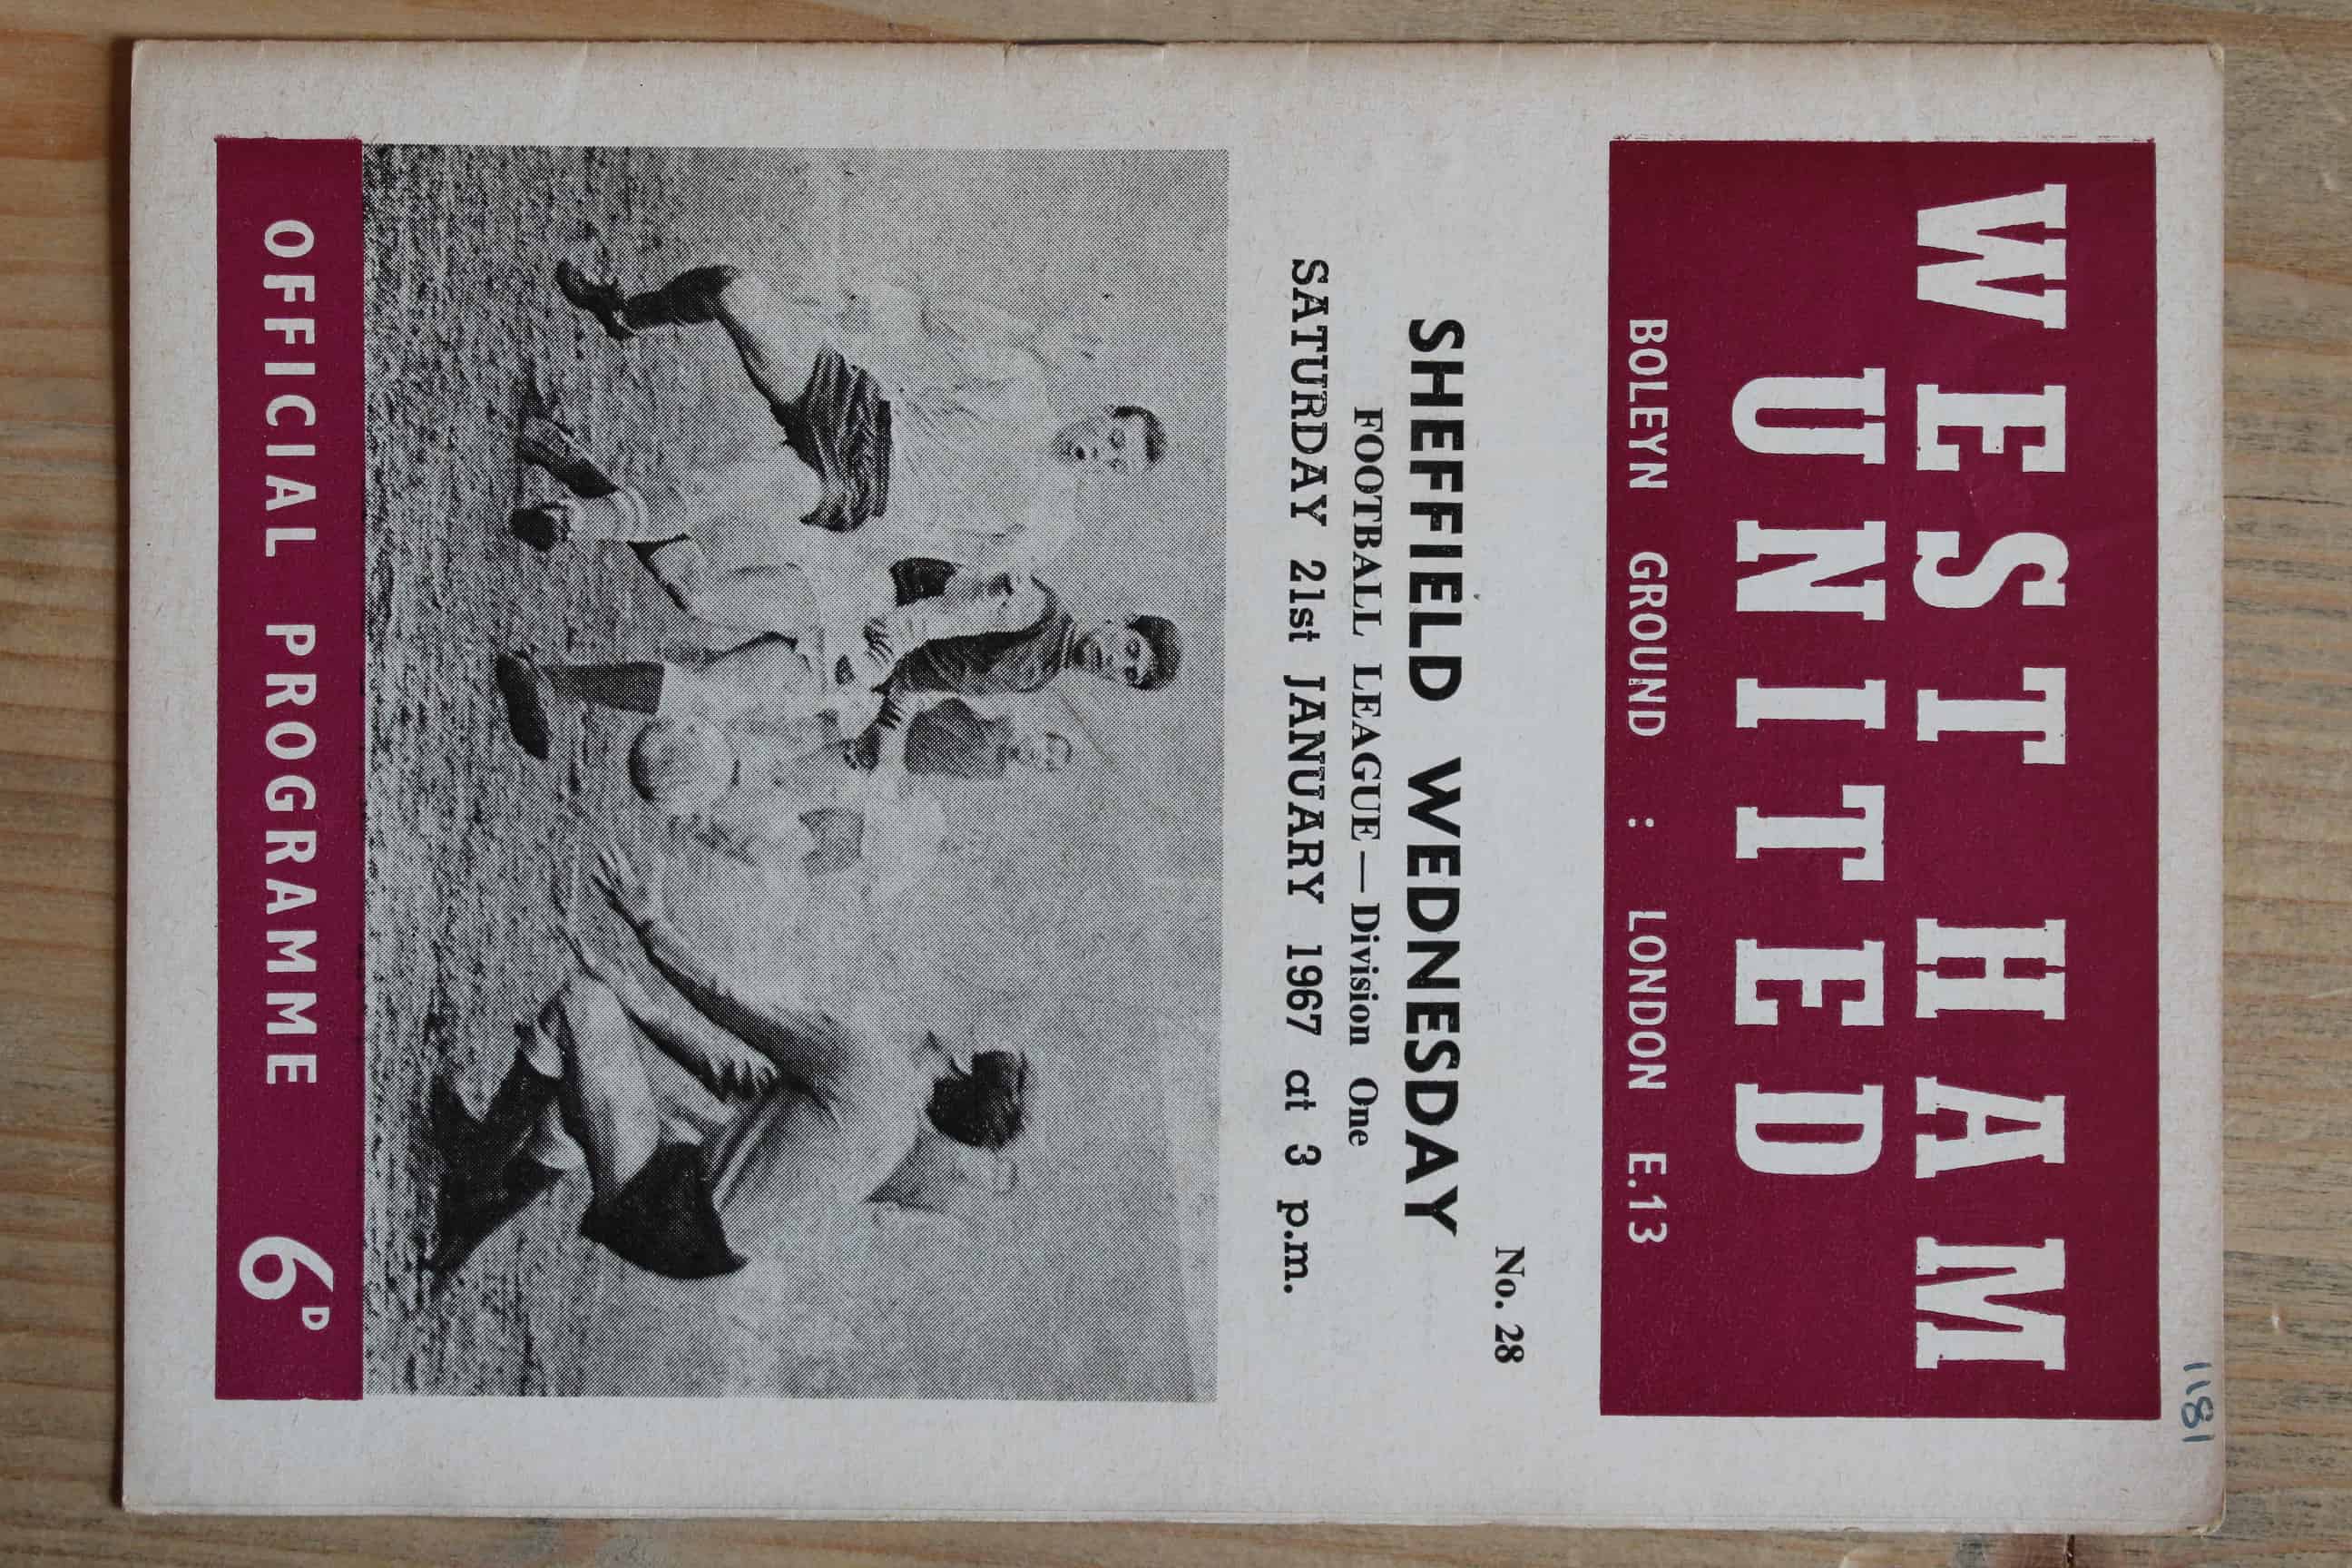 1181
WEST HAM
UNITED
BOLEYN GROUND : LONDON E.13
No. 28
SHEFFIELD WEDNESDAY
FOOTBALL LEAGUE—Division One
SATURDAY 21st JANUARY 1967 at 3 p.m.
OFFICIAL PROGRAMME 6D